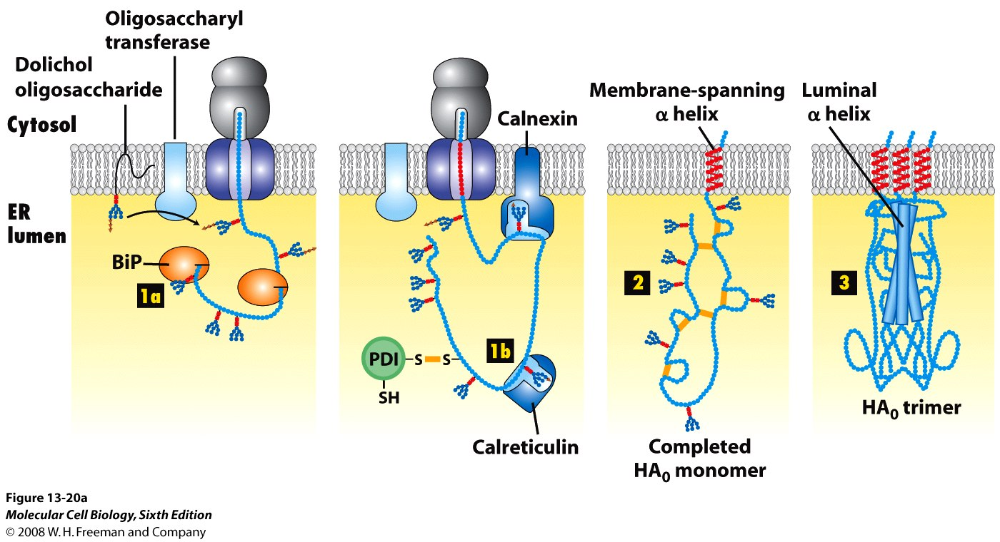 Oligosaccharyl
transferase
Dolichol
oligosaccharide
Cytosol
ER
lumen
BiP
1a
Calnexin
PDI
S
S
SH
1b
Calreticulin
Membrane-spanning
α helix
2
Completed
HA0 monomer
Luminal
α helix
3
HA0 trimer
Figure 13-20a
Molecular Cell Biology, Sixth Edition
© 2008 W. H. Freeman and Company